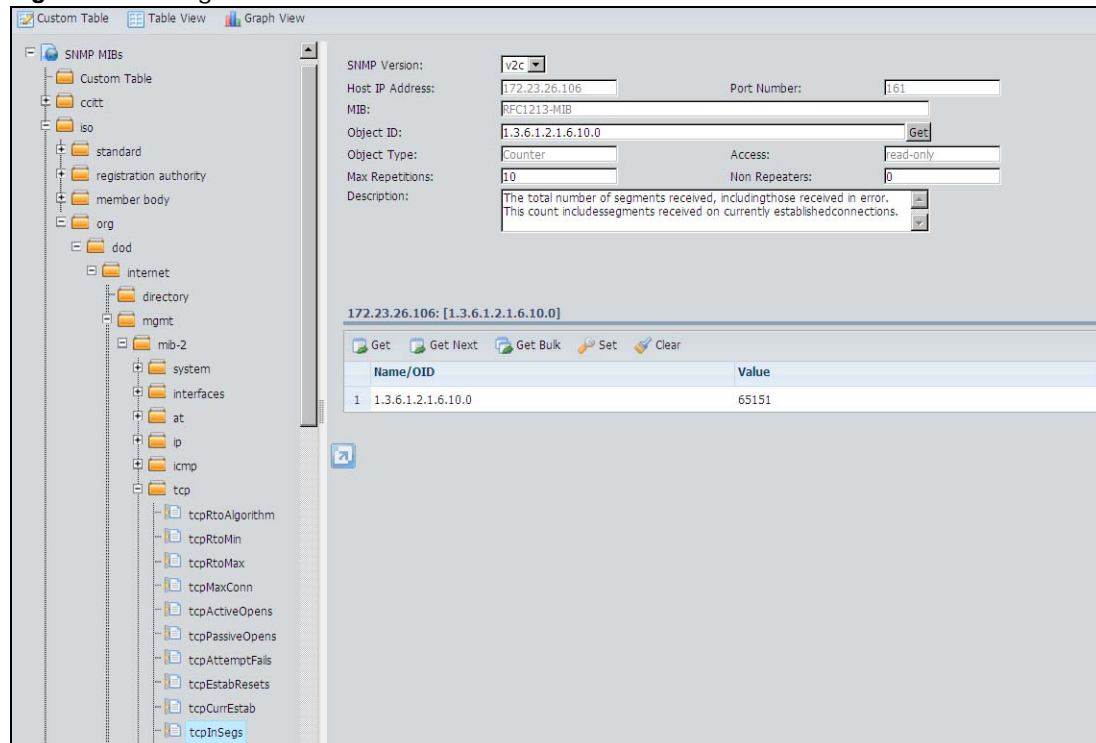 Custom Table Table View Graph View
SNMP MIBs
Custom Table
ccitt
iso
standard
registration authority
member body
org
dod
internet
directory
mgmt
mib-2
system
interfaces
at
ip
icmp
tcp
tcpRtoAlgorithm
tcpRtoMin
tcpRtoMax
tcpMaxConn
tcpActiveOpens
tcpPassiveOpens
tcpAttemptFails
tcpEstabResets
tcpCurrEstab
tcpInSegs
SNMP Version: v2c
Host IP Address: 172.23.26.106 Port Number: 161
MIB: RFC1213-MIB
Object ID: 1.3.6.1.2.1.6.10.0 Get
Object Type: Counter Access: read-only
Max Repetitions: 10 Non Repeaters: 0
Description: The total number of segments received, includingthose received in error.
This count includessegments received on currently establishedconnections.
172.23.26.106: [1.3.6.1.2.1.6.10.0]
Get Get Next Get Bulk Set Clear
Name/OID Value
1 1.3.6.1.2.1.6.10.0 65151